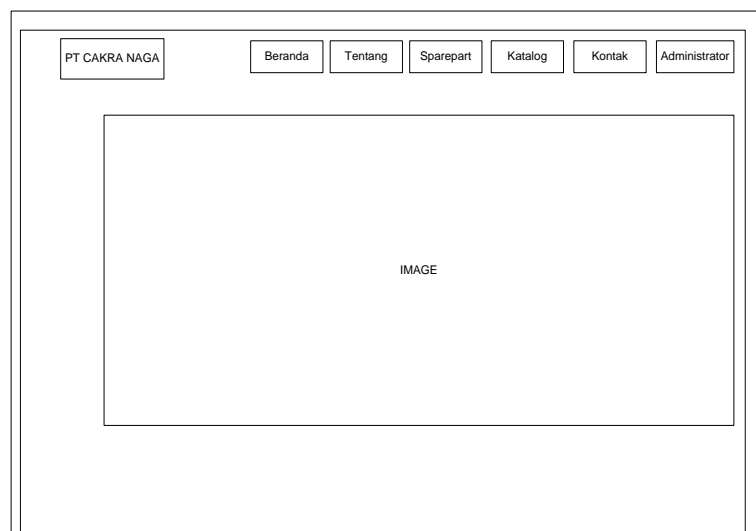 PT CAKRA NAGA
Beranda
Tentang
Sparepart
Katalog
Kontak
Administrator
IMAGE